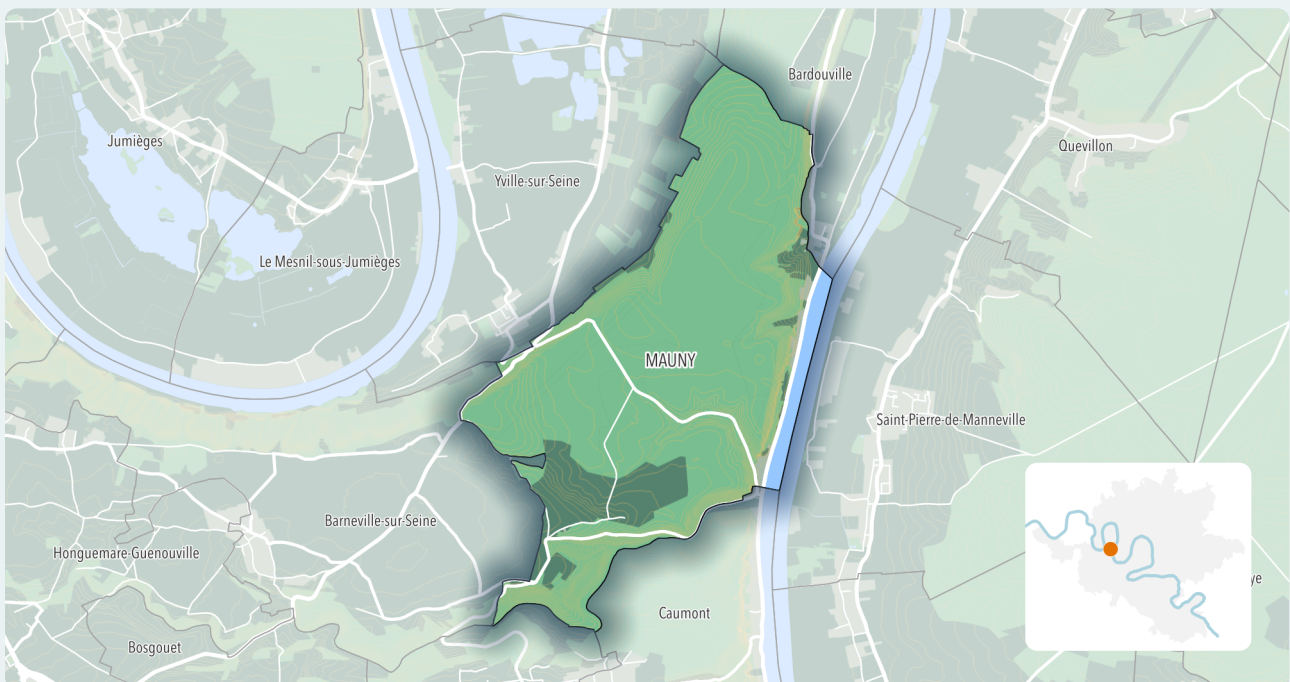 Bardouville
Jumièges
Quevillon
Yville-sur-Seine
Le Mesnil-sous-Jumièges
MAUNY
Saint-Pierre-de-Manneville
Barneville-sur-Seine
Honguemare-Guenouville
ye
Caumont
Bosgouet